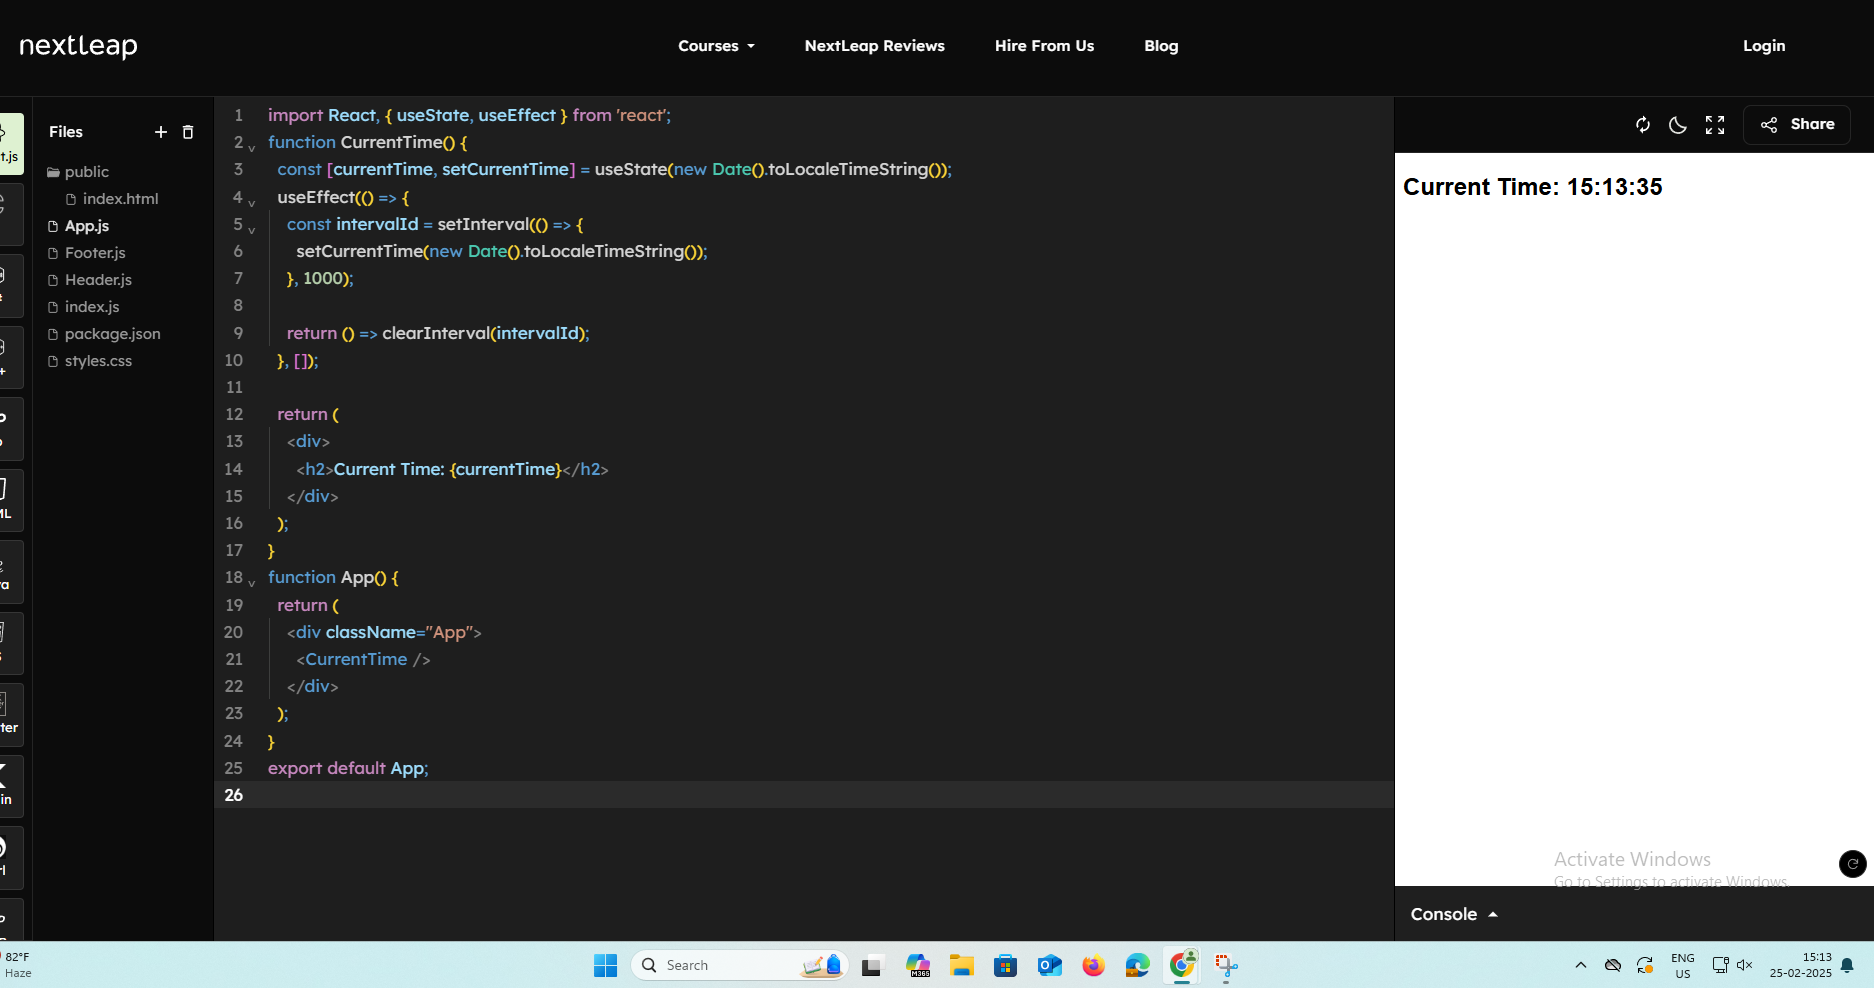 nextleap
Courses
NextLeap Reviews
Hire From Us
Blog
Login
t.js
ML
a
ter
in
Files
public
index.html
App.js
Footer.js
Header.js
index.js
package.json
styles.css
1 import React, { useState, useEffect } from 'react';
2 function CurrentTime() {
3 const [currentTime, setCurrentTime] = useState(new Date().toLocaleTimeString());
4 useEffect(() => {
5 const intervalId = setInterval(() => {
6 setCurrentTime(new Date().toLocaleTimeString());
7 }, 1000);
8
9 return () => clearInterval(intervalId);
10 }, []);
11
12 return (
13 <div>
14 <h2>Current Time: {currentTime}</h2>
15 </div>
16 );
17 }
18 function App() {
19 return (
20 <div className="App">
21 <CurrentTime />
22 </div>
23 );
24 }
25 export default App;
26
Share
Current Time: 15:13:35
Activate Windows
Go to Settings to activate Windows.
Console
82°F
Haze
Search
M365
ENG
US
15:13
25-02-2025